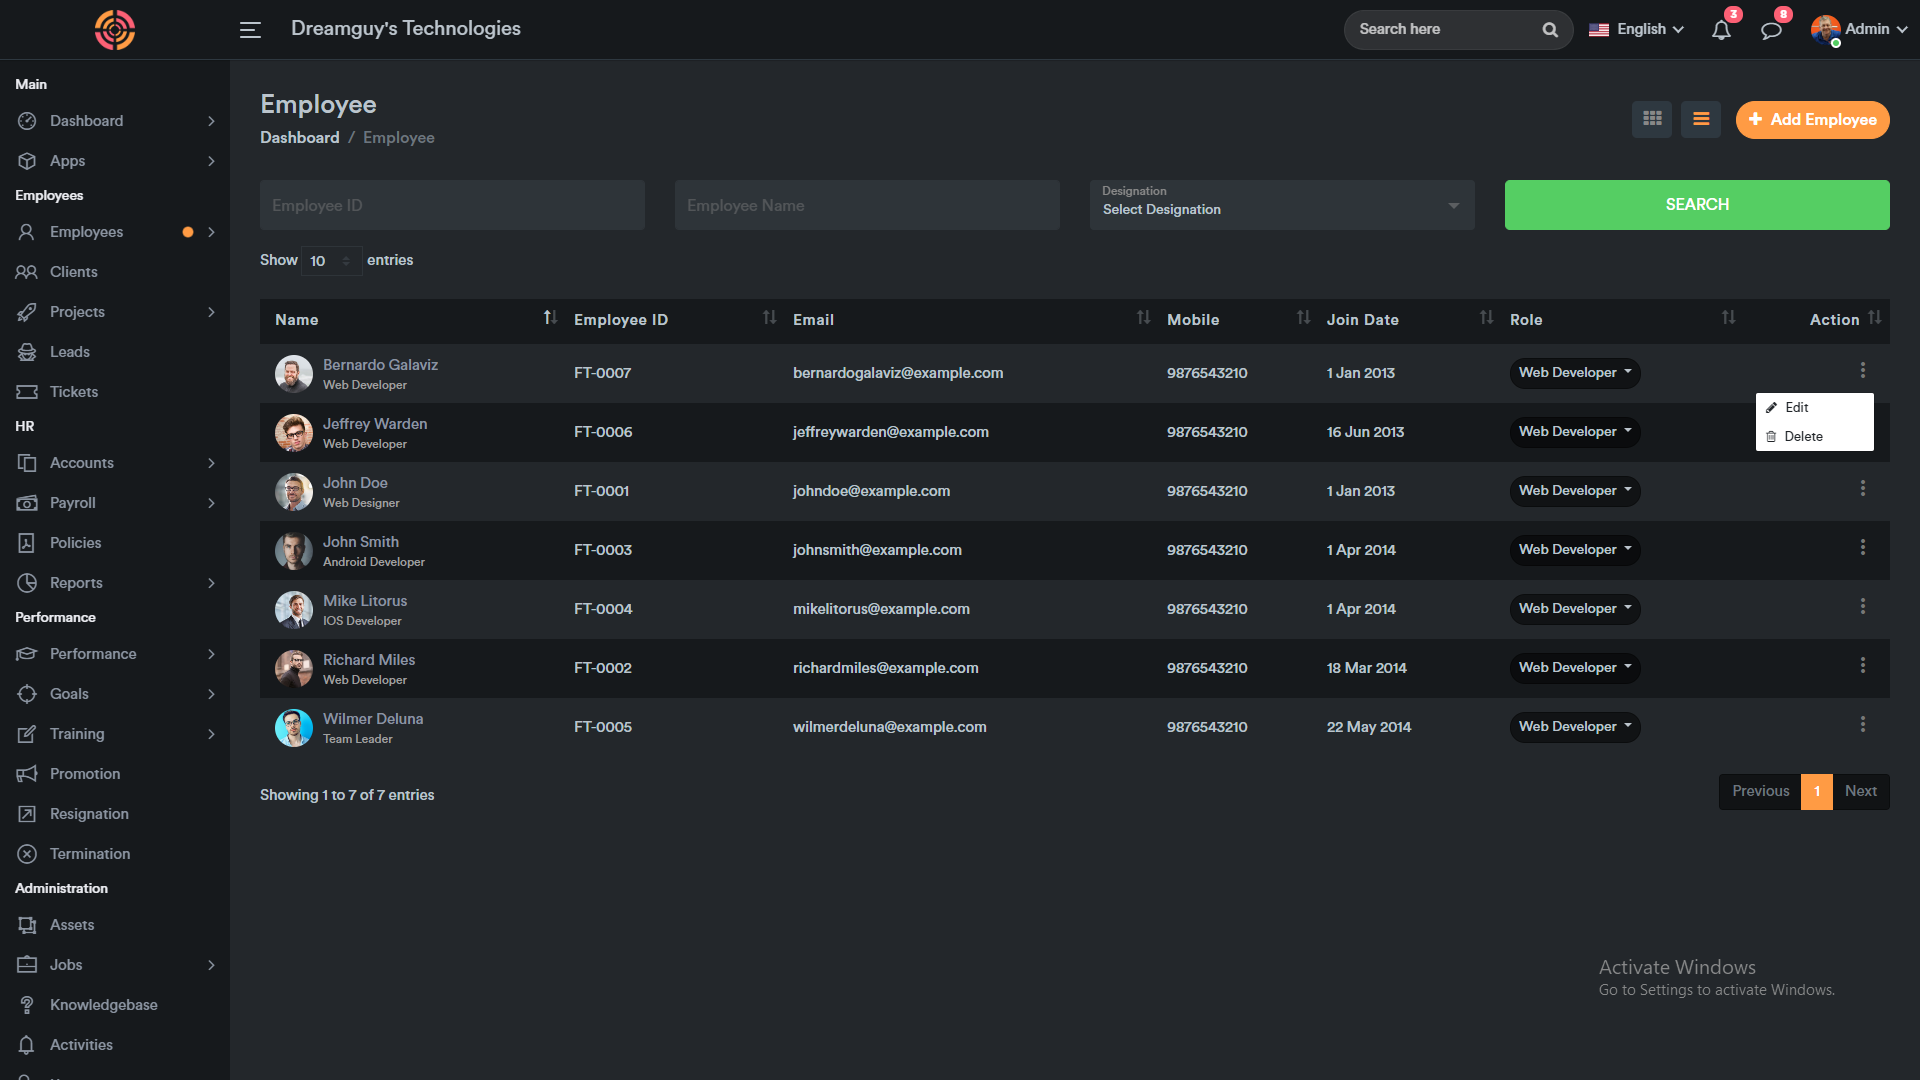 Dreamguy's Technologies
Search here
English
3
8
Admin
Main
Dashboard
Apps
Employees
Employees
Clients
Projects
Leads
Tickets
HR
Accounts
Payroll
Policies
Reports
Performance
Performance
Goals
Training
Promotion
Resignation
Termination
Administration
Assets
Jobs
Knowledgebase
Activities
Employee
Dashboard / Employee
+ Add Employee
Employee ID
Employee Name
Designation
Select Designation
SEARCH
Show 10 entries
Name Employee ID Email Mobile Join Date Role Action
Bernardo Galaviz
Web Developer
FT-0007 bernardogalaviz@example.com 9876543210 1 Jan 2013 Web Developer
Edit
Delete
Jeffrey Warden
Web Developer
FT-0006 jeffreywarden@example.com 9876543210 16 Jun 2013 Web Developer
John Doe
Web Designer
FT-0001 johndoe@example.com 9876543210 1 Jan 2013 Web Developer
John Smith
Android Developer
FT-0003 johnsmith@example.com 9876543210 1 Apr 2014 Web Developer
Mike Litorus
IOS Developer
FT-0004 mikelitorus@example.com 9876543210 1 Apr 2014 Web Developer
Richard Miles
Web Developer
FT-0002 richardmiles@example.com 9876543210 18 Mar 2014 Web Developer
Wilmer Deluna
Team Leader
FT-0005 wilmerdeluna@example.com 9876543210 22 May 2014 Web Developer
Showing 1 to 7 of 7 entries
Previous 1 Next
Activate Windows
Go to Settings to activate Windows.